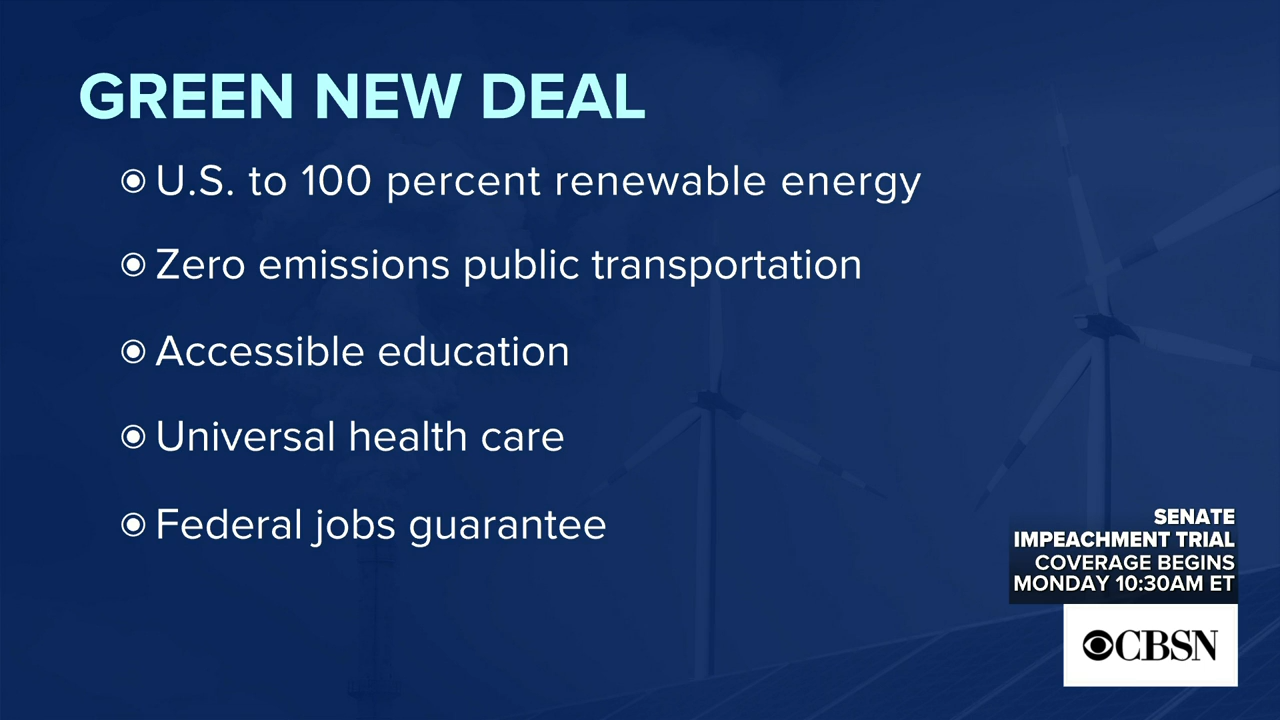 GREEN NEW DEAL
U.S. to 100 percent renewable energy
Zero emissions public transportation
Accessible education
Universal health care
Federal jobs guarantee
SENATE
IMPEACHMENT TRIAL
COVERAGE BEGINS
MONDAY 10:30AM ET
CBSN